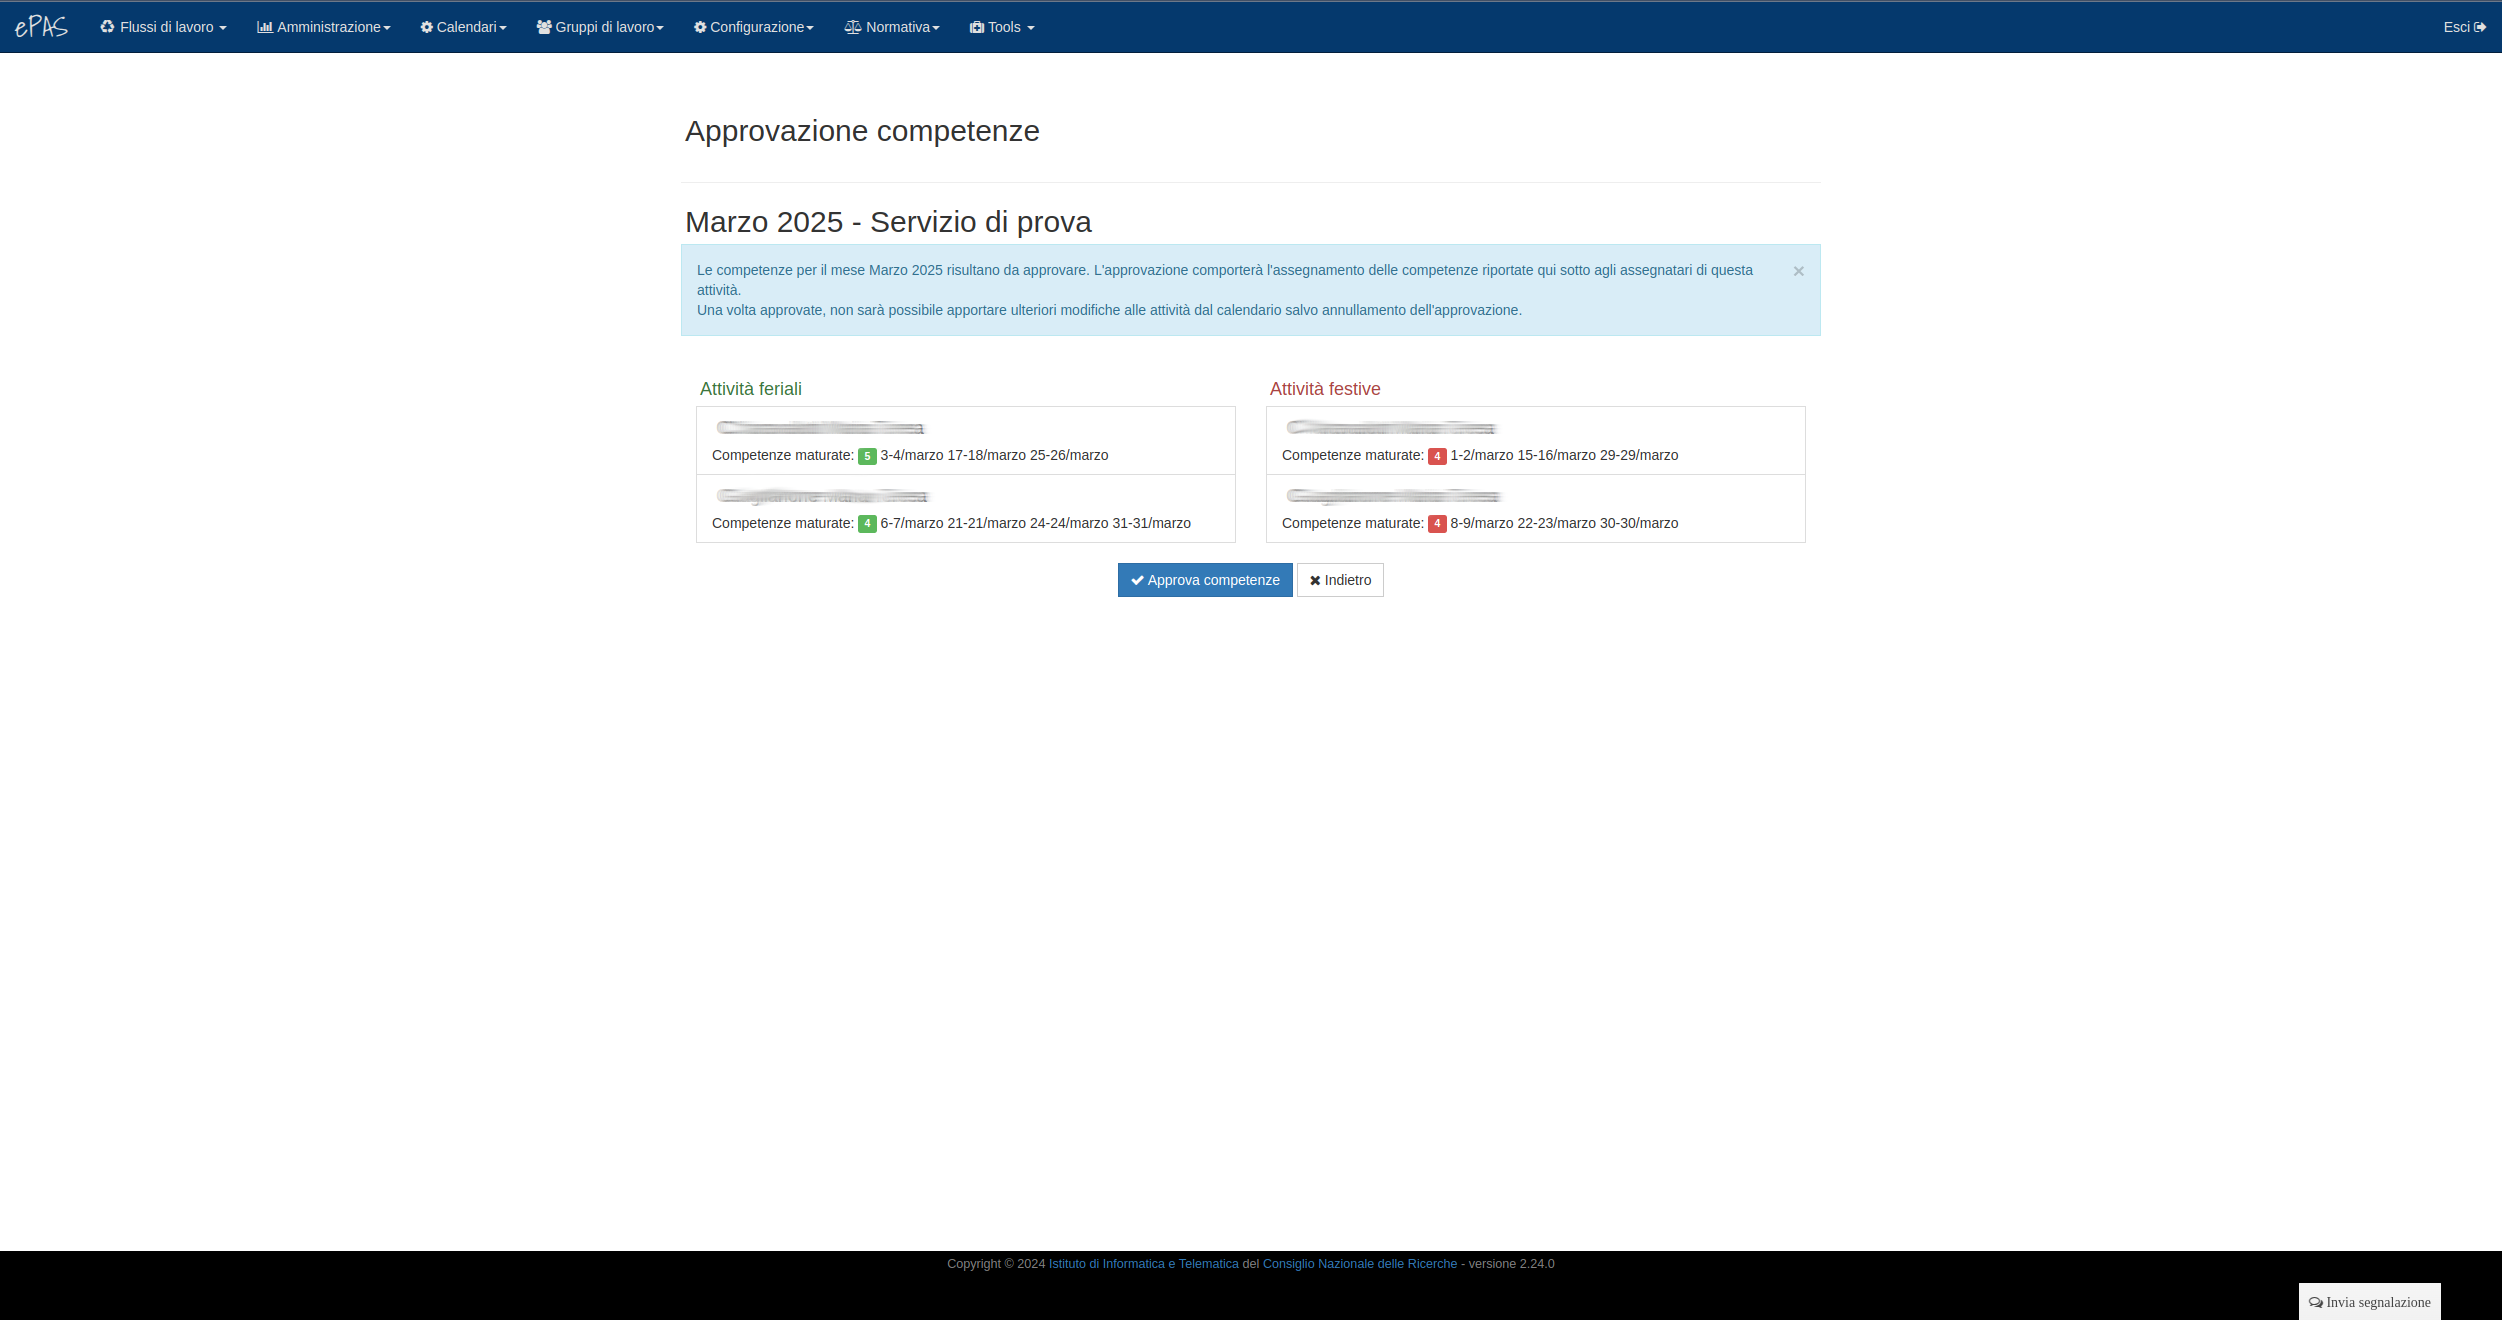 ePAS Flussi di lavoro Amministrazione Calendari Gruppi di lavoro Configurazione Normativa Tools Esci
Approvazione competenze
Marzo 2025 - Servizio di prova
Le competenze per il mese Marzo 2025 risultano da approvare. L'approvazione comporterà l'assegnamento delle competenze riportate qui sotto agli assegnatari di questa ×
attività.
Una volta approvate, non sarà possibile apportare ulteriori modifiche alle attività dal calendario salvo annullamento dell'approvazione.
Attività feriali
Competenze maturate: 5 3-4/marzo 17-18/marzo 25-26/marzo
Competenze maturate: 4 6-7/marzo 21-21/marzo 24-24/marzo 31-31/marzo
Attività festive
Competenze maturate: 4 1-2/marzo 15-16/marzo 29-29/marzo
Competenze maturate: 4 8-9/marzo 22-23/marzo 30-30/marzo
Approva competenze Indietro
Copyright © 2024 Istituto di Informatica e Telematica del Consiglio Nazionale delle Ricerche - versione 2.24.0
Invia segnalazione